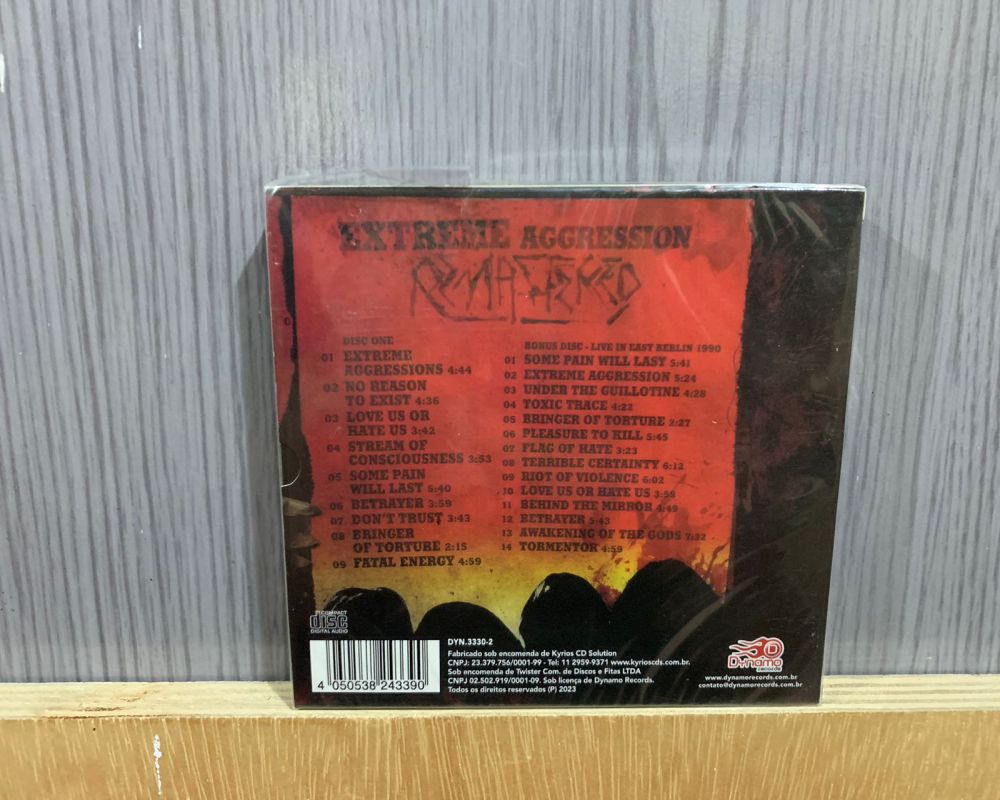 EXTREME AGGRESSION
REMASTERED
DISC ONE
01 EXTREME
AGGRESSIONS 4:44
02 NO REASON
TO EXIST 4:36
03 LOVE US OR
HATE US 3:42
04 STREAM OF
CONSCIOUSNESS 3:53
05 SOME PAIN
WILL LAST 5:40
06 BETRAYER 3:59
07 DON'T TRUST 3:43
08 BRINGER
OF TORTURE 2:15
09 FATAL ENERGY 4:59
BONUS DISC - LIVE IN EAST BERLIN 1990
01 SOME PAIN WILL LAST 5:41
02 EXTREME AGGRESSION 5:24
03 UNDER THE GUILLOTINE 4:28
04 TOXIC TRACE 4:22
05 BRINGER OF TORTURE 2:27
06 PLEASURE TO KILL 5:45
07 FLAG OF HATE 3:23
08 TERRIBLE CERTAINTY 6:12
09 RIOT OF VIOLENCE 6:02
10 LOVE US OR HATE US 3:58
11 BEHIND THE MIRROR 4:49
12 BETRAYER 5:43
13 AWAKENING OF THE GODS 7:32
14 TORMENTOR 4:59
COMPACT
disc
DIGITAL AUDIO
4 050538 243390
DYN.3330-2
Fabricado sob encomenda de Kyrios CD Solution
CNPJ: 23.379.756/0001-99 - Tel: 11 2959-9371 www.kyrioscds.com.br.
Sob encomenda de Twister Com. de Discos e Fitas LTDA
CNPJ 02.502.919/0001-09. Sob licença de Dynamo Records.
Todos os direitos reservados (P) 2023
Dynamo
records
www.dynamorecords.com.br
contato@dynamorecords.com.br